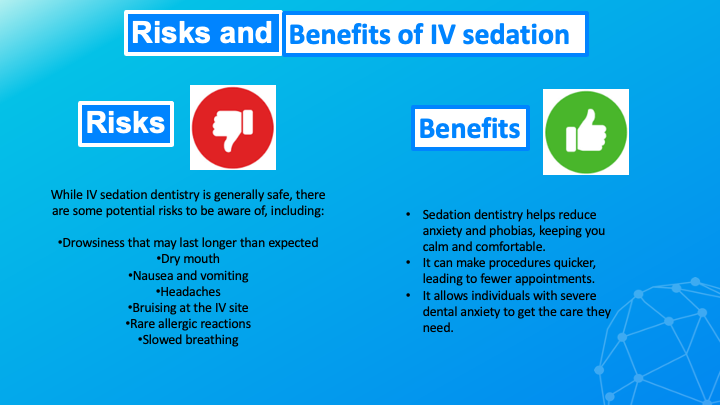 Risks and Benefits of IV sedation
Risks
While IV sedation dentistry is generally safe, there
are some potential risks to be aware of, including:
•Drowsiness that may last longer than expected
•Dry mouth
•Nausea and vomiting
•Headaches
•Bruising at the IV site
•Rare allergic reactions
•Slowed breathing
Benefits
• Sedation dentistry helps reduce
anxiety and phobias, keeping you
calm and comfortable.
• It can make procedures quicker,
leading to fewer appointments.
• It allows individuals with severe
dental anxiety to get the care they
need.